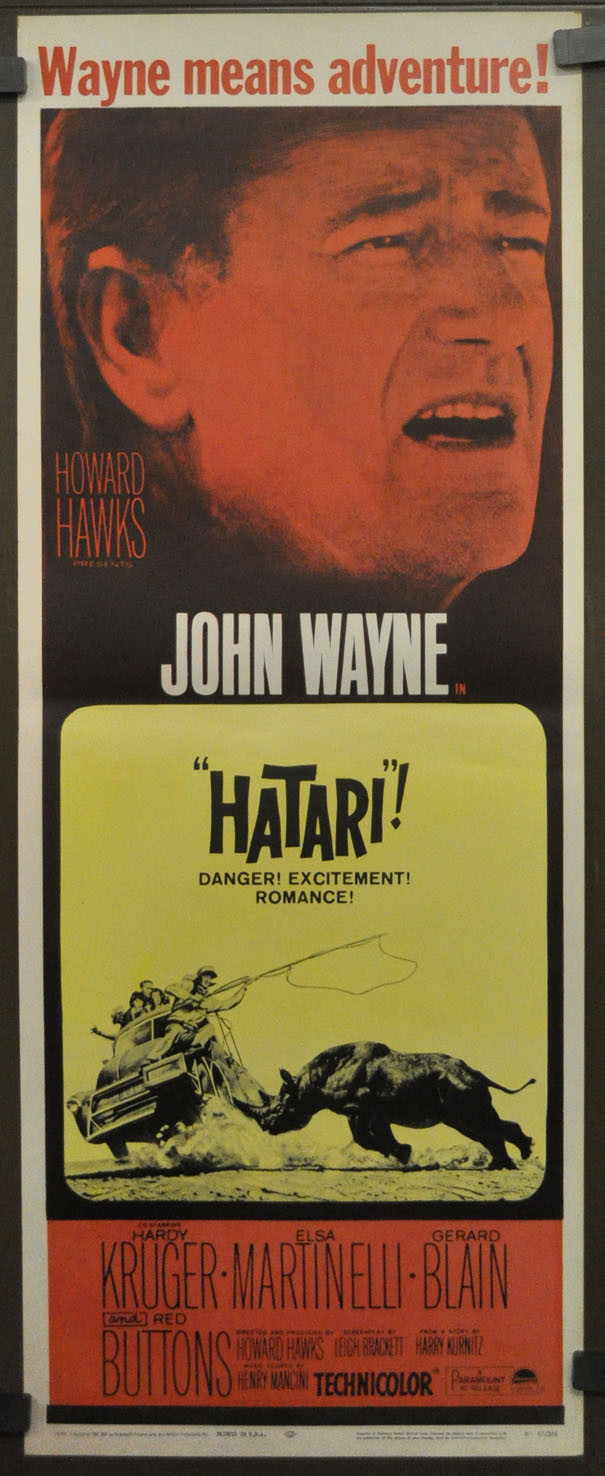 Wayne means adventure!
HOWARD
HAWKS
PRESENTS
JOHN WAYNE
IN
"HATARI"!
DANGER! EXCITEMENT!
ROMANCE!
CO-STARRING
HARDY KRUGER · ELSA MARTINELLI · GERARD BLAIN
and RED BUTTONS
DIRECTED AND PRODUCED BY HOWARD HAWKS
SCREENPLAY BY LEIGH BRACKETT
FROM A STORY BY HARRY KURNITZ
MUSIC SCORED BY HENRY MANCINI
TECHNICOLOR®
A PARAMOUNT RE-RELEASE
PRINTED IN U.S.A.